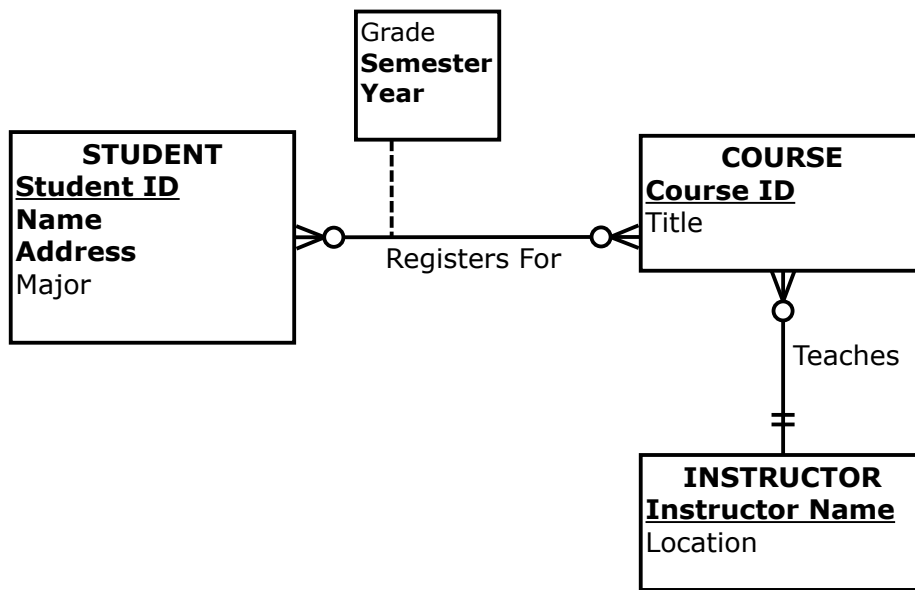 Grade
Semester
Year
STUDENT
Student ID
Name
Address
Major
Registers For
COURSE
Course ID
Title
Teaches
INSTRUCTOR
Instructor Name
Location